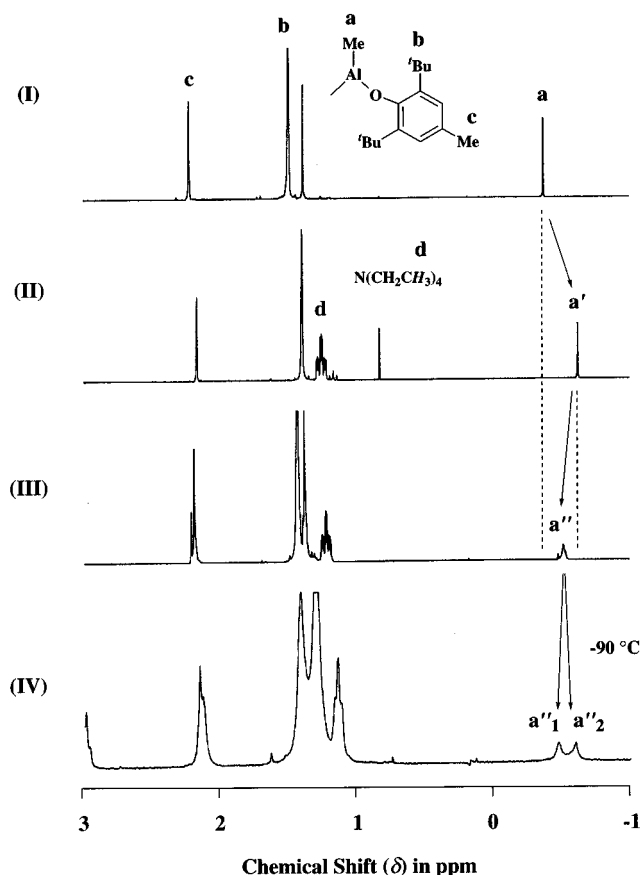 a
b
Me
b
ᵗBu
c
Al
(I)
O
a
c
ᵗBu
Me
d
N(CH₂CH₃)₄
(II)
a′
d
(III)
a′′
-90 °C
(IV)
a′′₁ a′′₂
3 2 1 0 -1
Chemical Shift (δ) in ppm